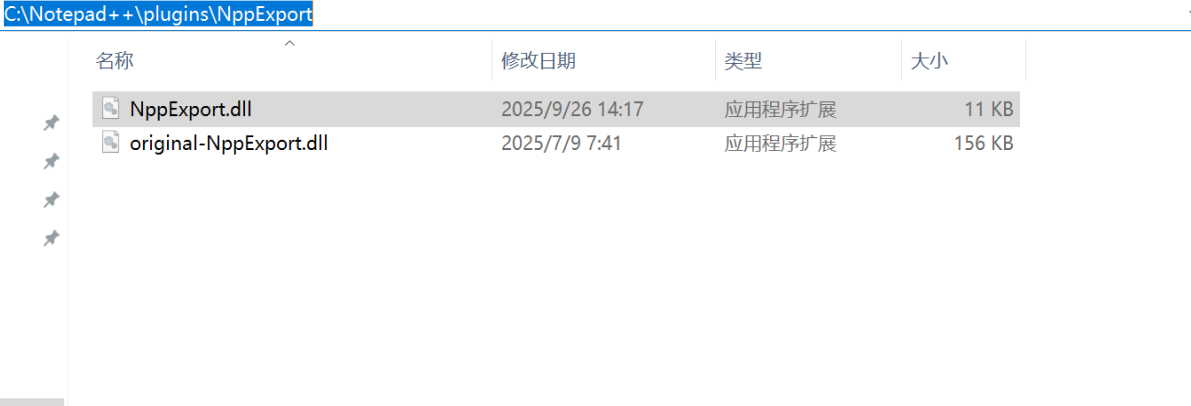 C:\Notepad++\plugins\NppExport
名称 修改日期 类型 大小
NppExport.dll 2025/9/26 14:17 应用程序扩展 11 KB
original-NppExport.dll 2025/7/9 7:41 应用程序扩展 156 KB